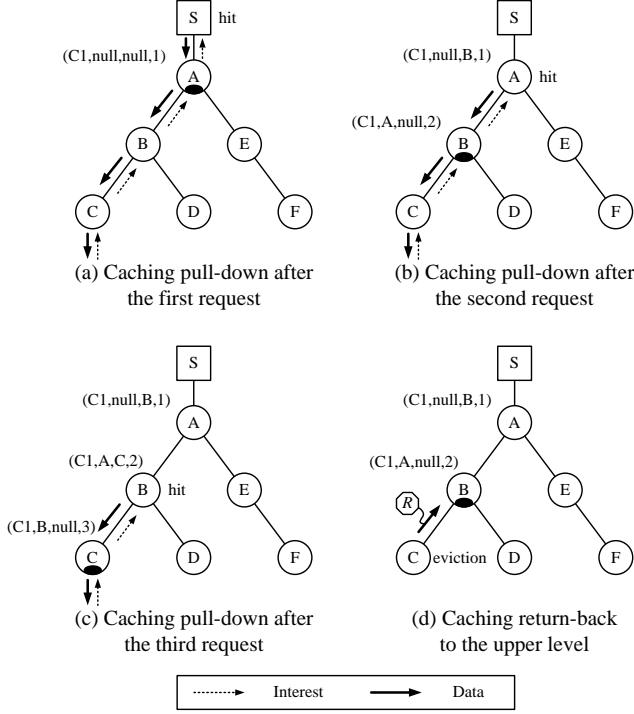 S
hit
(C1,null,null,1)
A
B
E
C
D
F
(a) Caching pull-down after
the first request
S
(C1,null,B,1)
A
hit
(C1,A,null,2)
B
E
C
D
F
(b) Caching pull-down after
the second request
S
(C1,null,B,1)
A
(C1,A,C,2)
B
hit
E
(C1,B,null,3)
C
D
F
(c) Caching pull-down after
the third request
S
(C1,null,B,1)
A
(C1,A,null,2)
B
E
R
C
eviction
D
F
(d) Caching return-back
to the upper level
Interest
Data